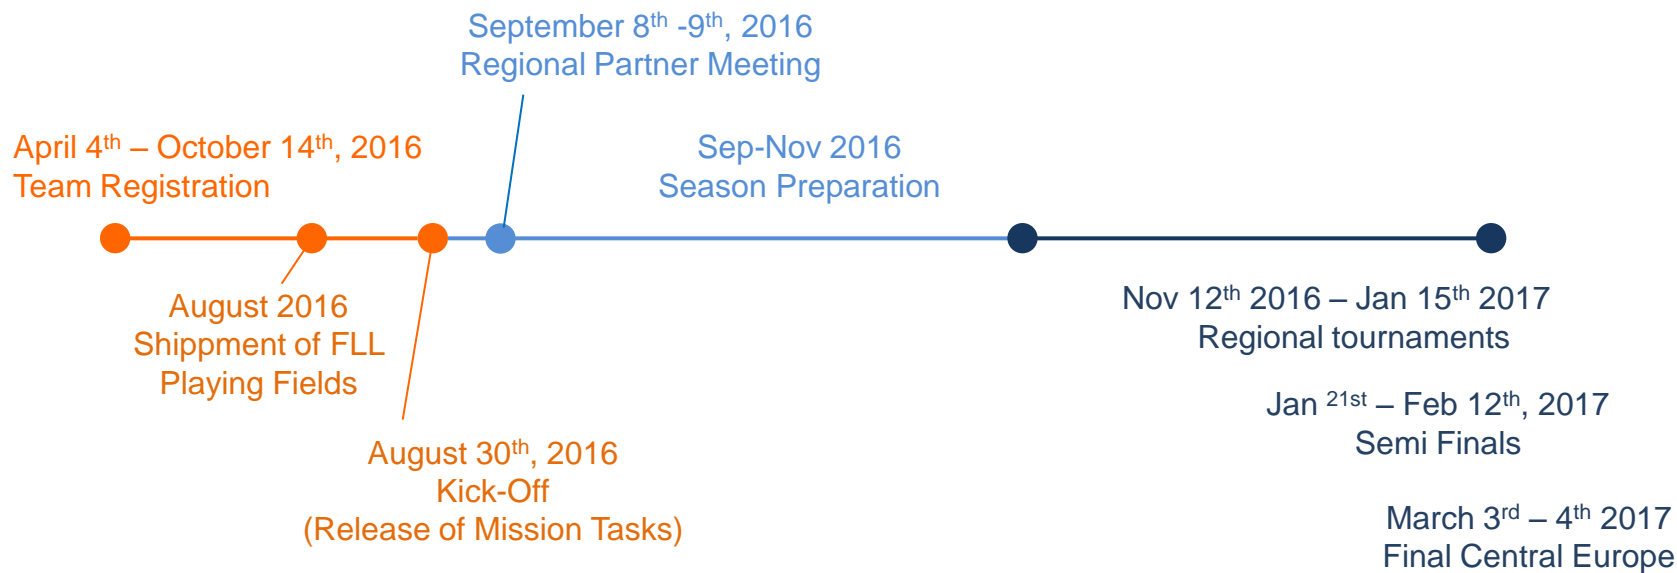 September 8th -9th, 2016
Regional Partner Meeting
April 4th – October 14th, 2016
Team Registration
Sep-Nov 2016
Season Preparation
August 2016
Shippment of FLL
Playing Fields
August 30th, 2016
Kick-Off
(Release of Mission Tasks)
Nov 12th 2016 – Jan 15th 2017
Regional tournaments
Jan 21st – Feb 12th, 2017
Semi Finals
March 3rd – 4th 2017
Final Central Europe